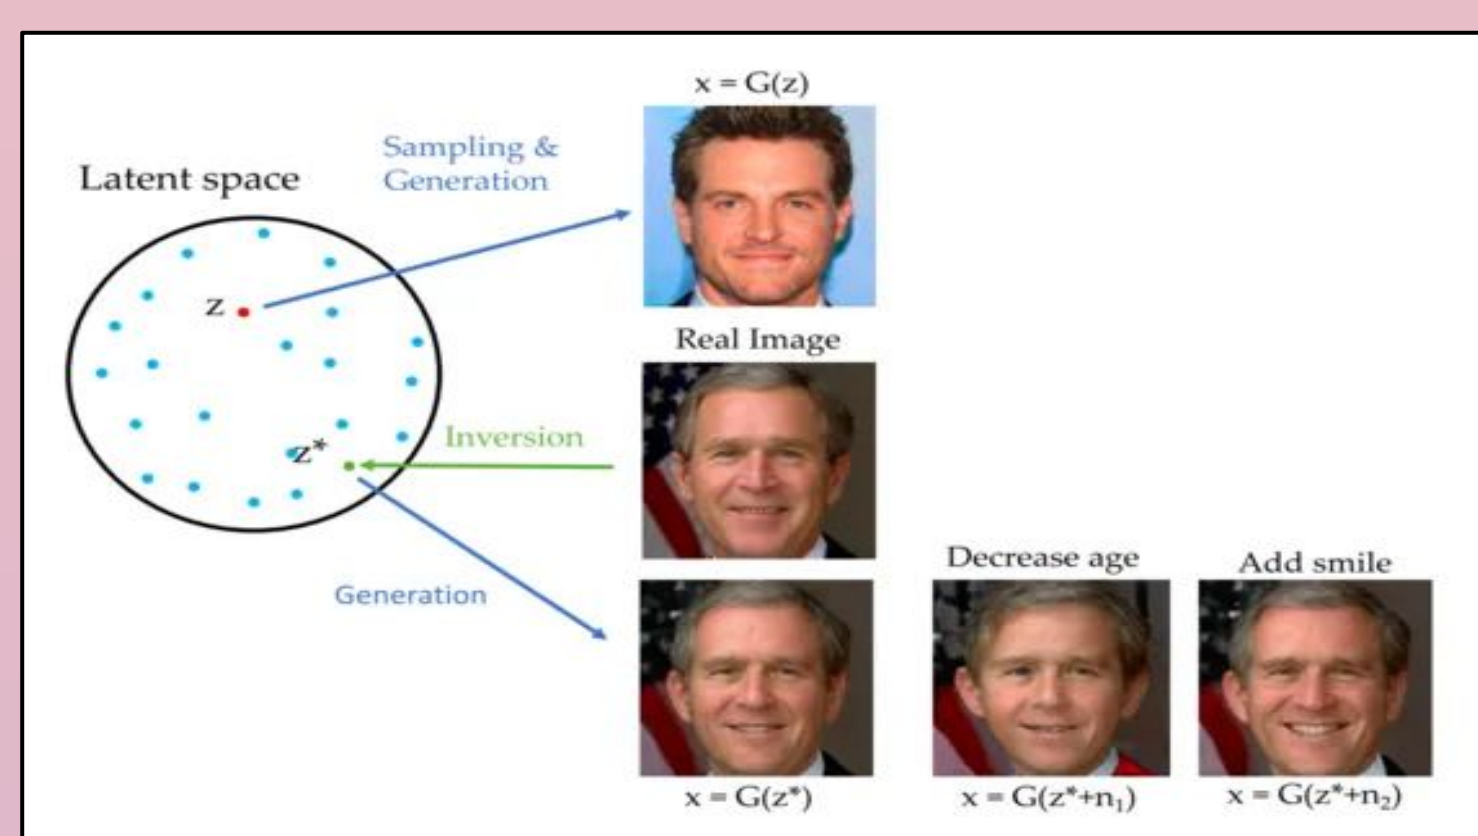 x = G(z)
Sampling &
Generation
Latent space
z
Real Image
Inversion
z*
Generation
Decrease age
Add smile
x = G(z*)
x = G(z*+n₁)
x = G(z*+n₂)